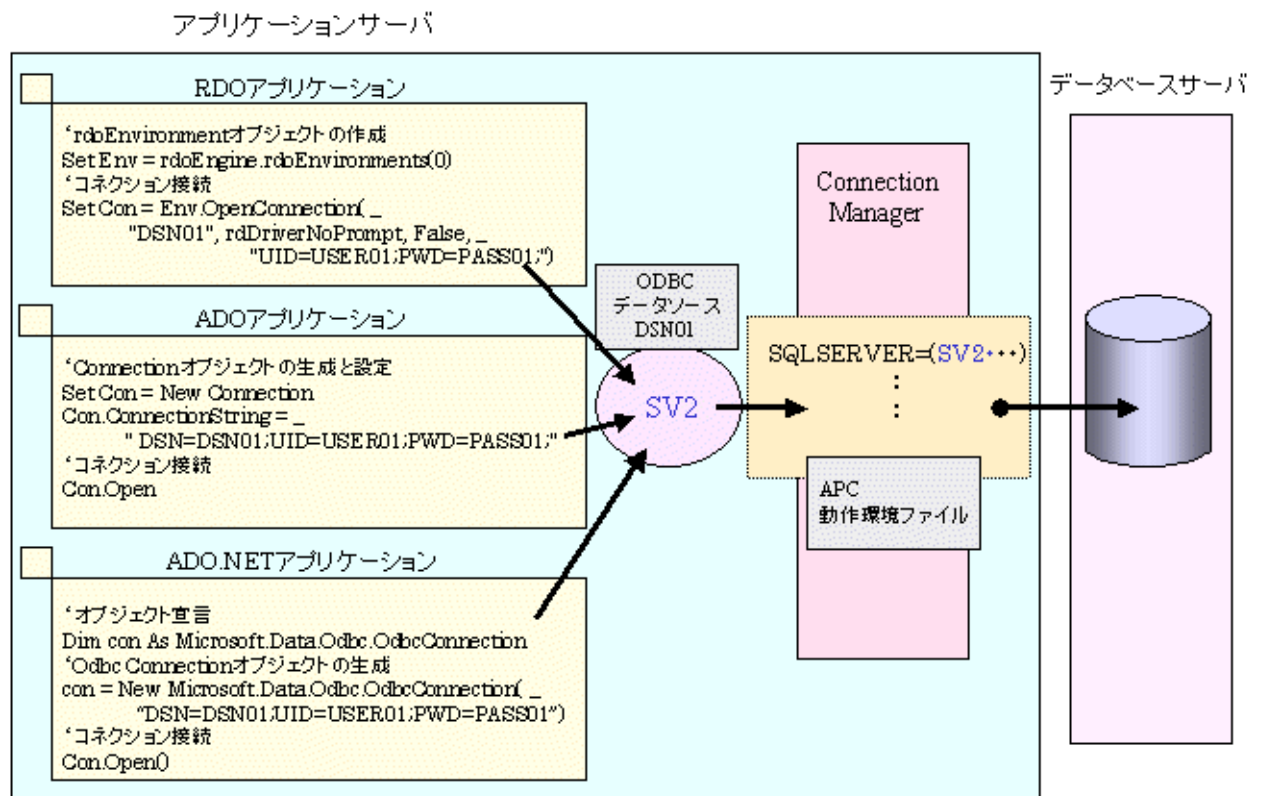 アプリケーションサーバ
RDOアプリケーション
‘rdoEnvironmentオブジェクトの作成
Set Env = rdoEngine.rdoEnvironments(0)
‘コネクション接続
Set Con = Env.OpenConnection( _
"DSN01", rdDriverNoPrompt, False, _
"UID=USER01;PWD=PASS01;")
ADOアプリケーション
‘Connectionオブジェクトの生成と設定
Set Con = New Connection
Con.ConnectionString = _
" DSN=DSN01;UID=USER01;PWD=PASS01;"
‘コネクション接続
Con.Open
ADO.NETアプリケーション
‘オブジェクト宣言
Dim con As Microsoft.Data.Odbc.OdbcConnection
‘Odbc Connectionオブジェクトの生成
con = New Microsoft.Data.Odbc.OdbcConnection( _
“DSN=DSN01;UID=USER01;PWD=PASS01”)
‘コネクション接続
Con.Open()
ODBC
データソース
DSN01
SV2
Connection
Manager
SQLSERVER=(SV2・・・)
:
:
APC
動作環境ファイル
データベースサーバ